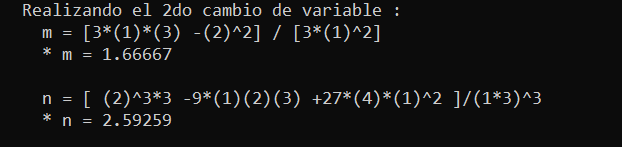 Realizando el 2do cambio de variable :
m = [3*(1)*(3) -(2)^2] / [3*(1)^2]
* m = 1.66667
n = [ (2)^3*3 -9*(1)(2)(3) +27*(4)*(1)^2 ]/(1*3)^3
* n = 2.59259